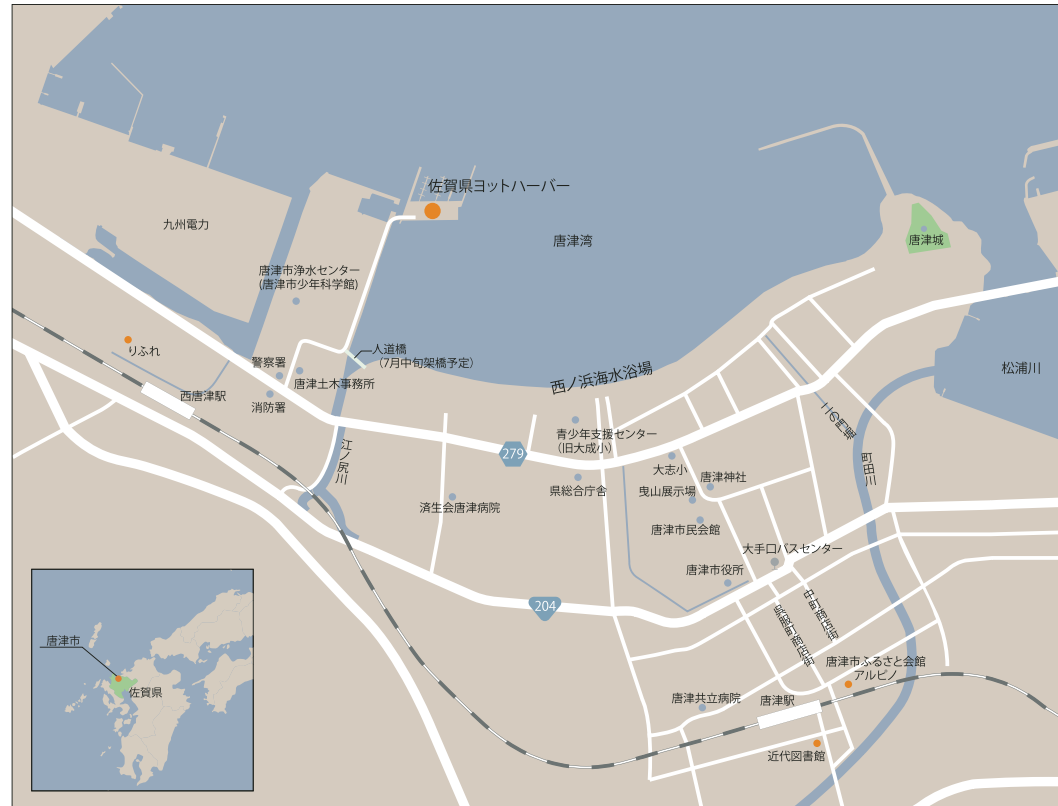 佐賀県ヨットハーバー
九州電力
唐津湾
唐津城
唐津市浄水センター
(唐津市少年科学館)
りふれ
人道橋
(7月中旬架橋予定)
警察署
唐津土木事務所
西唐津駅
消防署
西ノ浜海水浴場
松浦川
二の門堀
青少年支援センター
(旧大成小)
279
江ノ尻川
町田川
大志小
唐津神社
県総合庁舎
曳山展示場
済生会唐津病院
唐津市民会館
大手口バスセンター
唐津市役所
204
呉服町商店街
中町商店街
唐津市ふるさと会館
アルピノ
唐津共立病院
唐津駅
近代図書館
唐津市
佐賀県